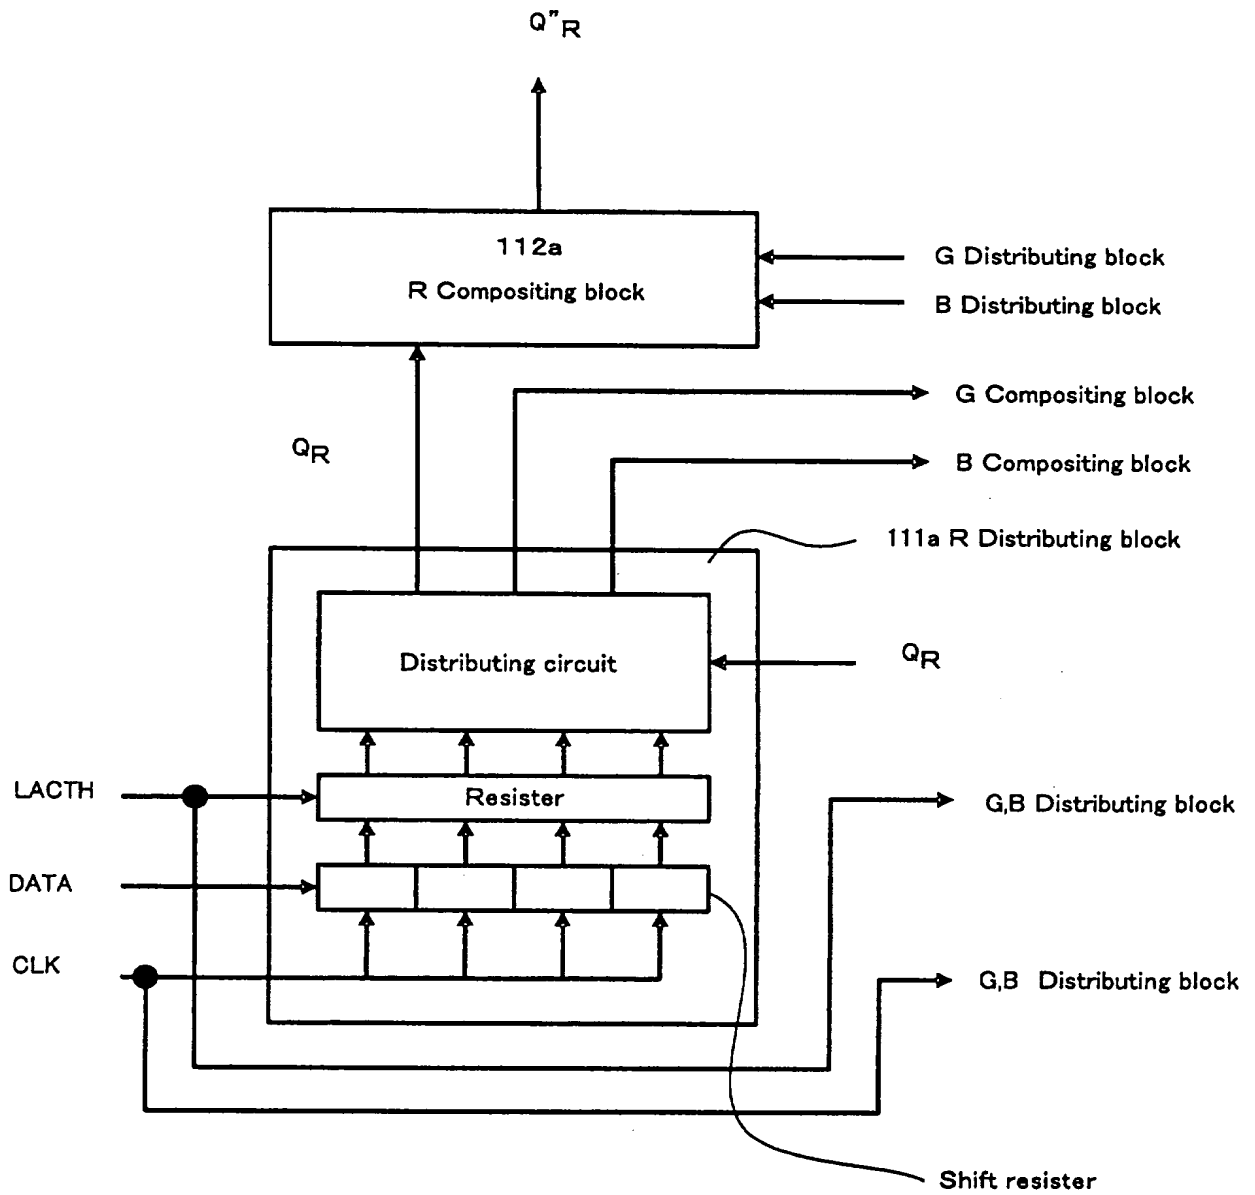 Q"R
112a
R Compositing block
G Distributing block
B Distributing block
G Compositing block
QR
B Compositing block
111a R Distributing block
Distributing circuit
QR
LACTH
Resister
G,B Distributing block
DATA
CLK
G,B Distributing block
Shift resister